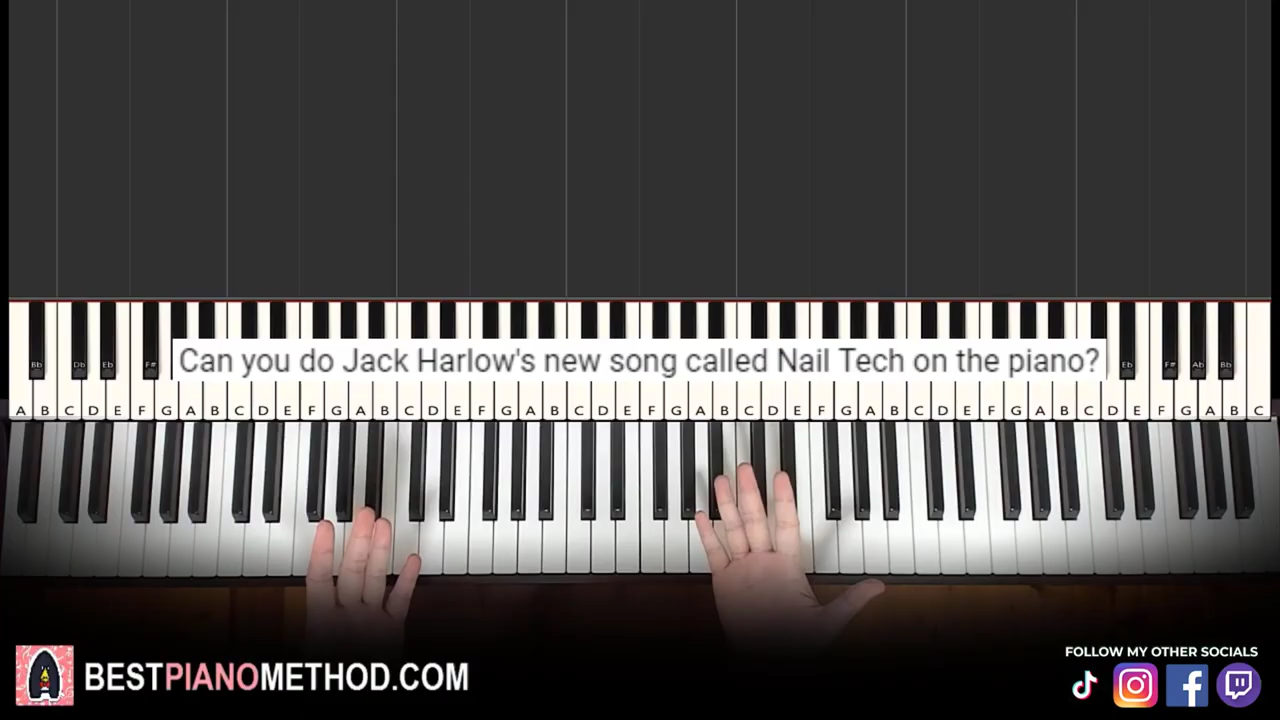 Bb Db Eb F# Eb F# Ab Bb
Can you do Jack Harlow's new song called Nail Tech on the piano?
A B C D E F G A B C D E F G A B C D E F G A B C D E F G A B C D E F G A B C D E F G A B C D E F G A B C
FOLLOW MY OTHER SOCIALS
BESTPIANOMETHOD.COM